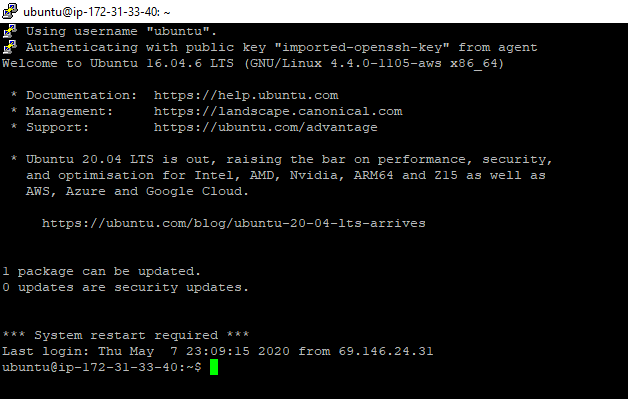 ubuntu@ip-172-31-33-40: ~
Using username "ubuntu".
Authenticating with public key "imported-openssh-key" from agent
Welcome to Ubuntu 16.04.6 LTS (GNU/Linux 4.4.0-1105-aws x86_64)
* Documentation:  https://help.ubuntu.com
* Management:     https://landscape.canonical.com
* Support:        https://ubuntu.com/advantage
* Ubuntu 20.04 LTS is out, raising the bar on performance, security,
and optimisation for Intel, AMD, Nvidia, ARM64 and Z15 as well as
AWS, Azure and Google Cloud.
https://ubuntu.com/blog/ubuntu-20-04-lts-arrives
1 package can be updated.
0 updates are security updates.
*** System restart required ***
Last login: Thu May  7 23:09:15 2020 from 69.146.24.31
ubuntu@ip-172-31-33-40:~$